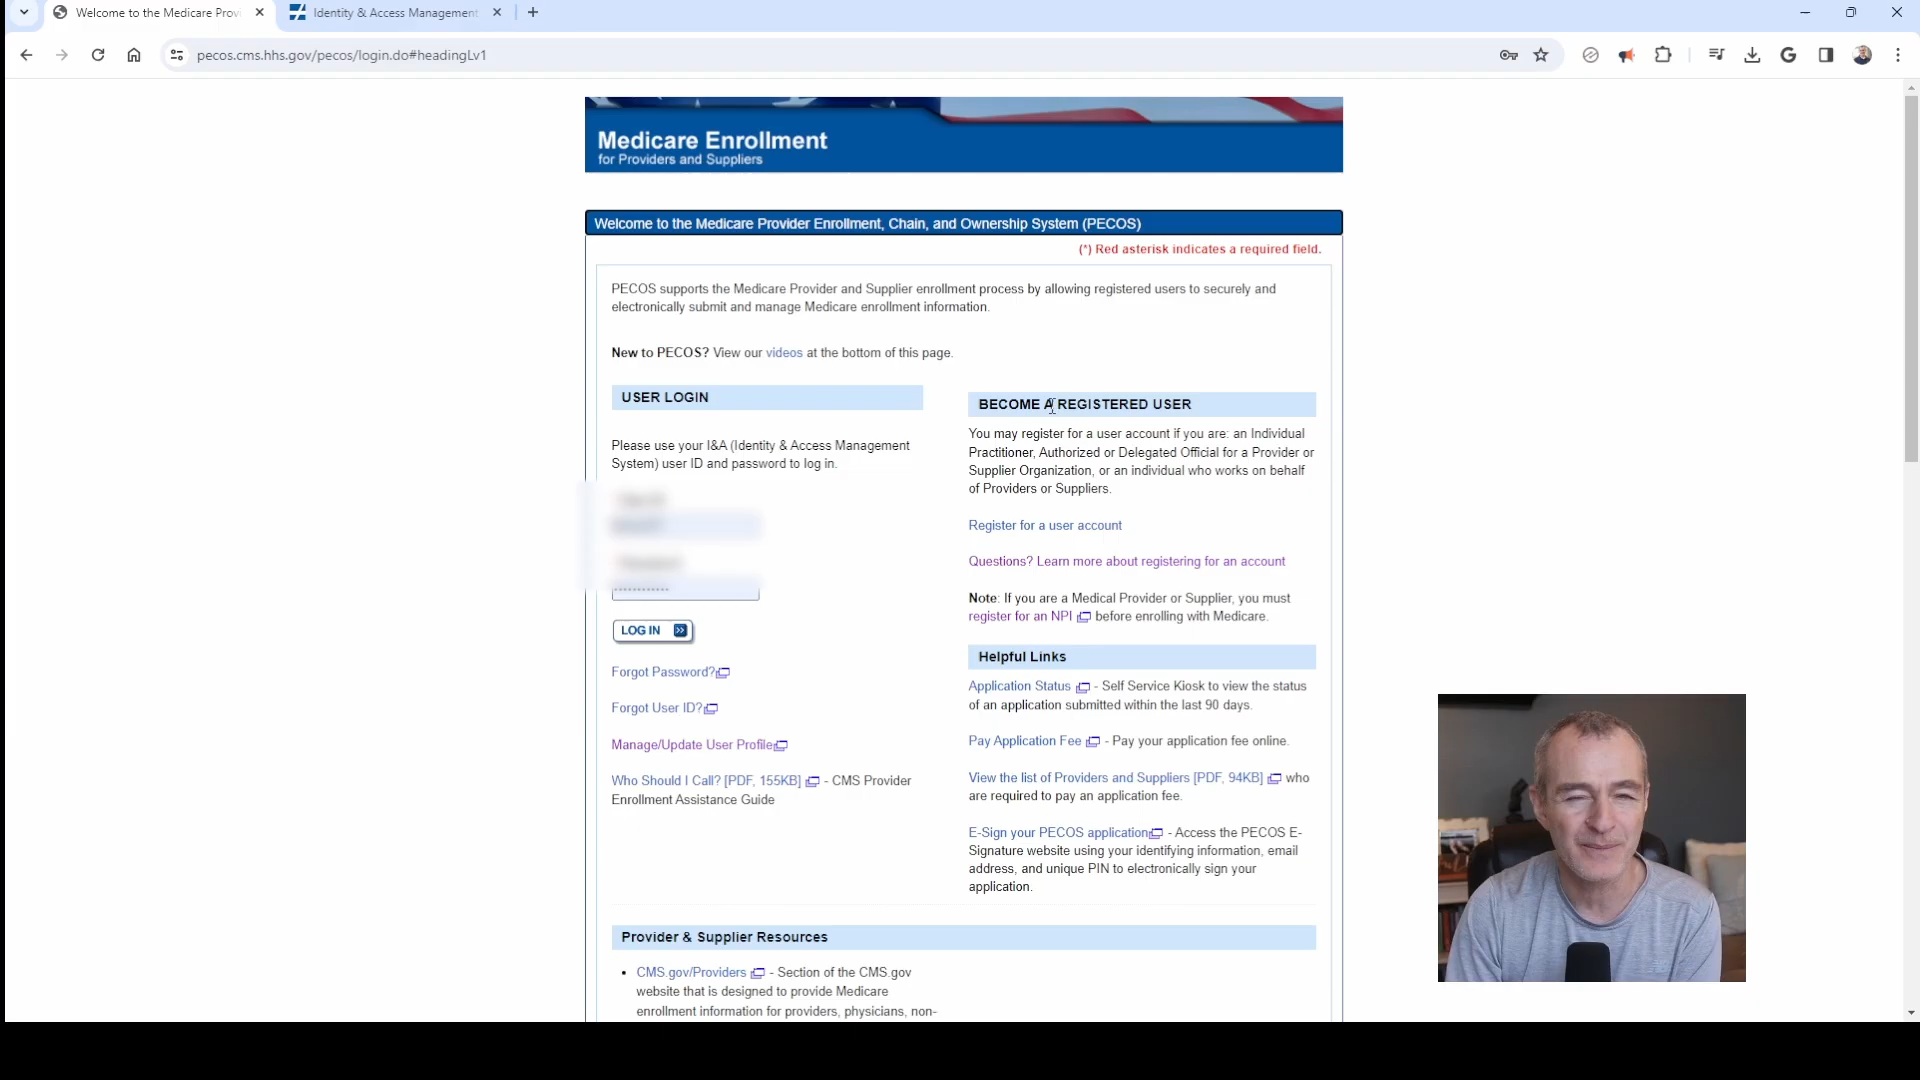 Welcome to the Medicare Prov
Identity & Access Management
pecos.cms.hhs.gov/pecos/login.do#headingLv1
Medicare Enrollment
for Providers and Suppliers
Welcome to the Medicare Provider Enrollment, Chain, and Ownership System (PECOS)
(*) Red asterisk indicates a required field.
PECOS supports the Medicare Provider and Supplier enrollment process by allowing registered users to securely and
electronically submit and manage Medicare enrollment information.
New to PECOS? View our videos at the bottom of this page.
USER LOGIN
Please use your I&A (Identity & Access Management
System) user ID and password to log in.
LOG IN
Forgot Password?
Forgot User ID?
Manage/Update User Profile
Who Should I Call? [PDF, 155KB] - CMS Provider
Enrollment Assistance Guide
BECOME A REGISTERED USER
You may register for a user account if you are: an Individual
Practitioner, Authorized or Delegated Official for a Provider or
Supplier Organization, or an individual who works on behalf
of Providers or Suppliers.
Register for a user account
Questions? Learn more about registering for an account
Note: If you are a Medical Provider or Supplier, you must
register for an NPI before enrolling with Medicare.
Helpful Links
Application Status - Self Service Kiosk to view the status
of an application submitted within the last 90 days.
Pay Application Fee - Pay your application fee online.
View the list of Providers and Suppliers [PDF, 94KB] who
are required to pay an application fee.
E-Sign your PECOS application - Access the PECOS E-
Signature website using your identifying information, email
address, and unique PIN to electronically sign your
application.
Provider & Supplier Resources
• CMS.gov/Providers - Section of the CMS.gov
website that is designed to provide Medicare
enrollment information for providers, physicians, non-